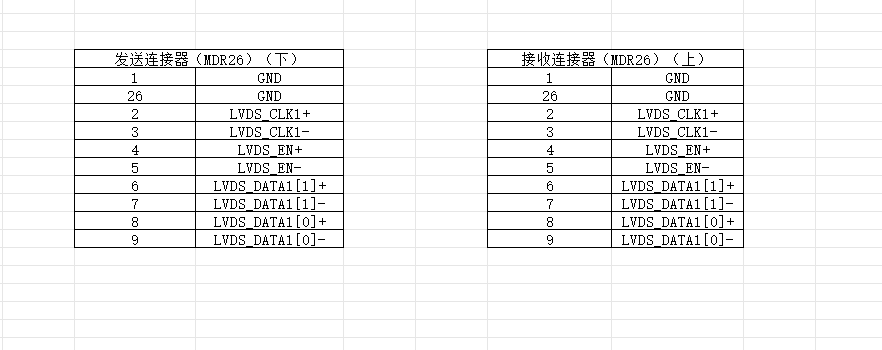 发送连接器（MDR26）（下）
1 GND
26 GND
2 LVDS_CLK1+
3 LVDS_CLK1-
4 LVDS_EN+
5 LVDS_EN-
6 LVDS_DATA1[1]+
7 LVDS_DATA1[1]-
8 LVDS_DATA1[0]+
9 LVDS_DATA1[0]-
接收连接器（MDR26）（上）
1 GND
26 GND
2 LVDS_CLK1+
3 LVDS_CLK1-
4 LVDS_EN+
5 LVDS_EN-
6 LVDS_DATA1[1]+
7 LVDS_DATA1[1]-
8 LVDS_DATA1[0]+
9 LVDS_DATA1[0]-